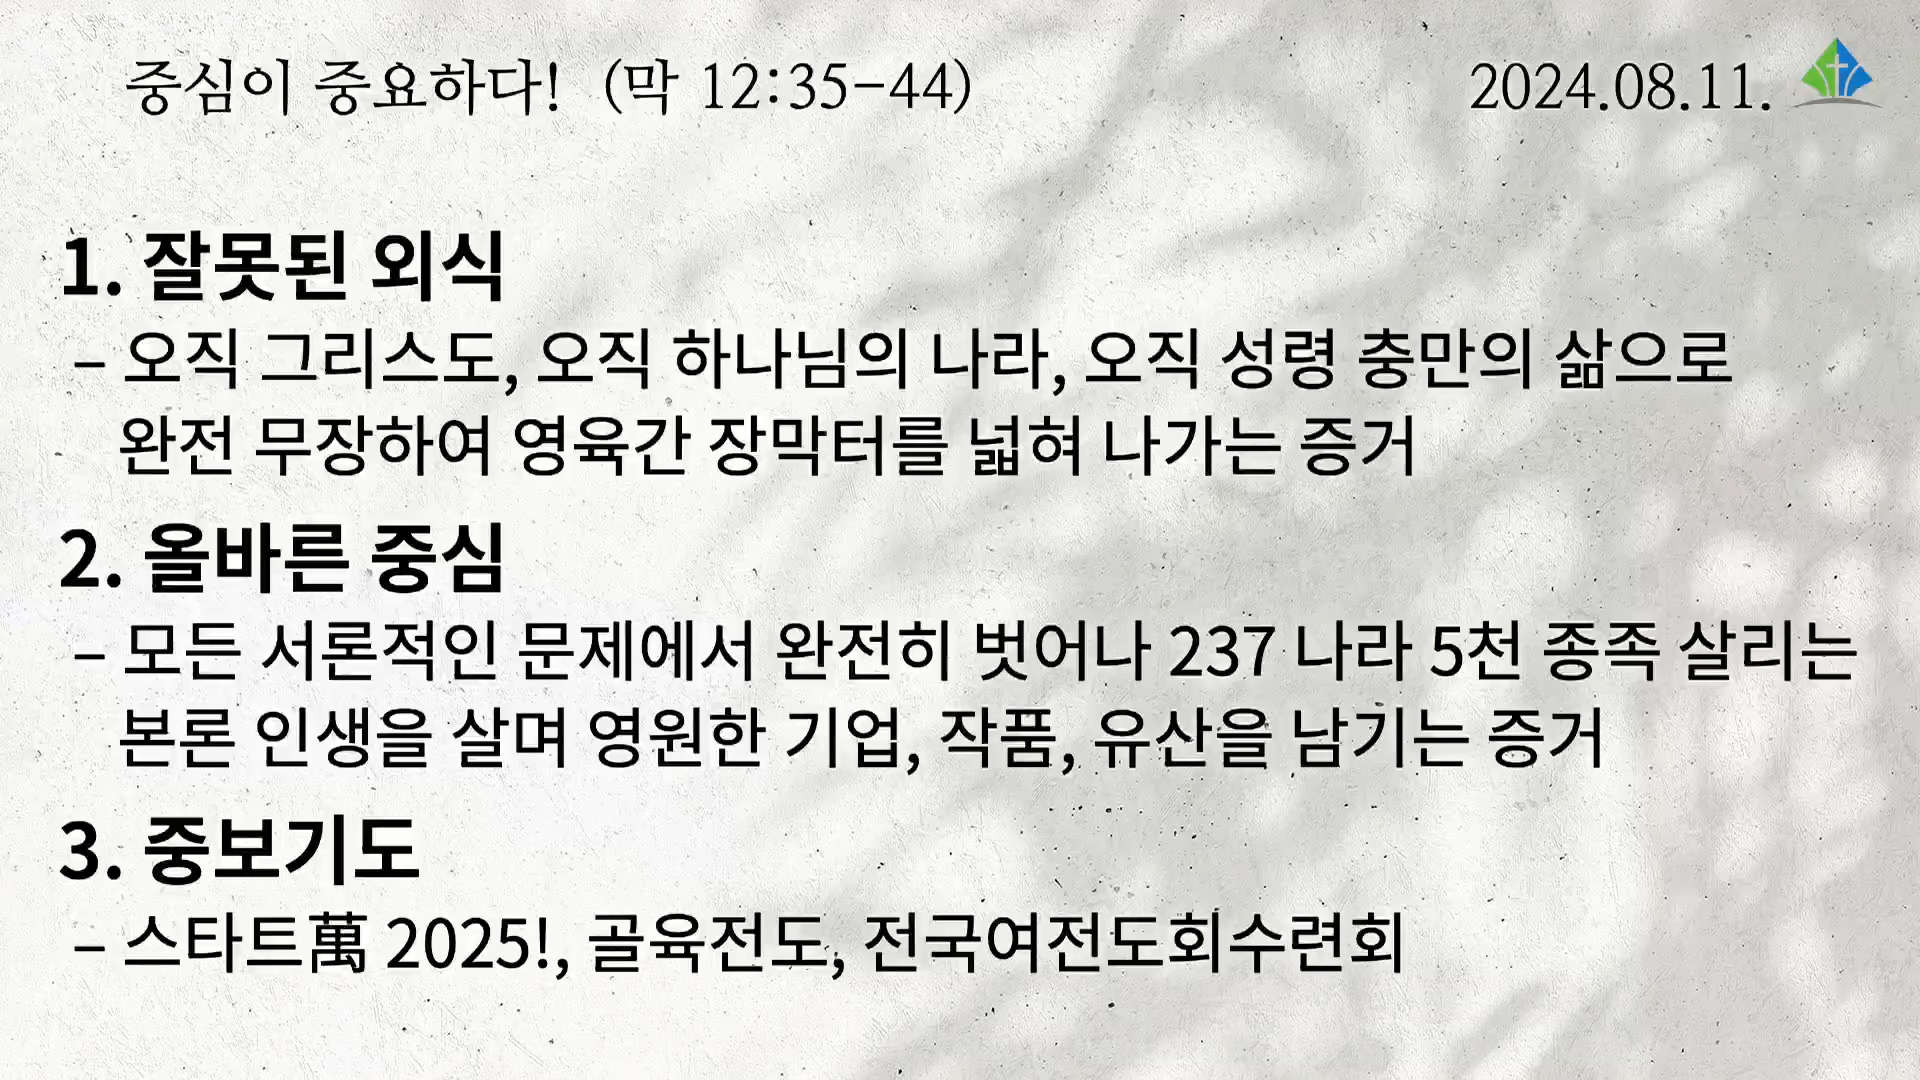 중심이 중요하다! (막 12:35-44)
2024.08.11.
1. 잘못된 외식
- 오직 그리스도, 오직 하나님의 나라, 오직 성령 충만의 삶으로
완전 무장하여 영육간 장막터를 넓혀 나가는 증거
2. 올바른 중심
- 모든 서론적인 문제에서 완전히 벗어나 237 나라 5천 종족 살리는
본론 인생을 살며 영원한 기업, 작품, 유산을 남기는 증거
3. 중보기도
- 스타트萬 2025!, 골육전도, 전국여전도회수련회